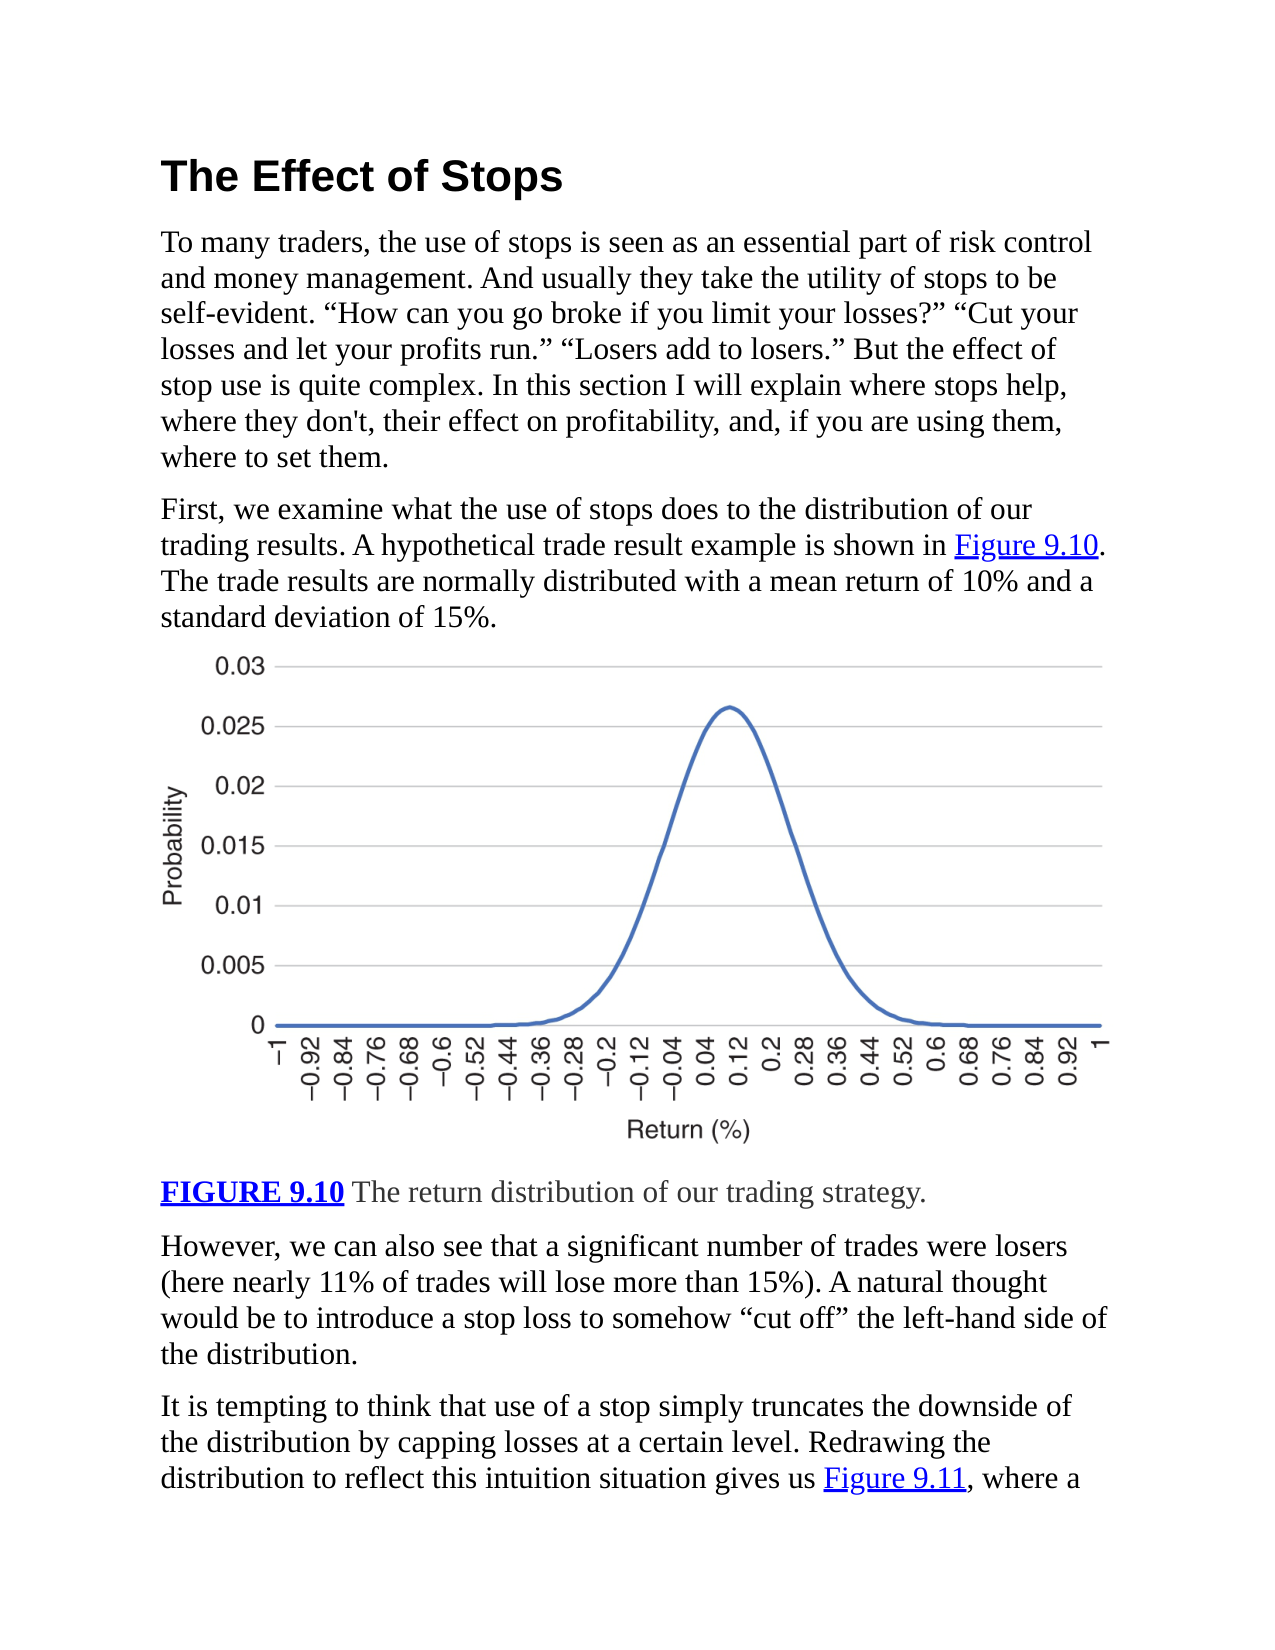 The Effect of Stops
To many traders, the use of stops is seen as an essential part of risk control
and money management. And usually they take the utility of stops to be
self-evident. “How can you go broke if you limit your losses?” “Cut your
losses and let your profits run.” “Losers add to losers.” But the effect of
stop use is quite complex. In this section I will explain where stops help,
where they don't, their effect on profitability, and, if you are using them,
where to set them.
First, we examine what the use of stops does to the distribution of our
trading results. A hypothetical trade result example is shown in Figure 9.10.
The trade results are normally distributed with a mean return of 10% and a
standard deviation of 15%.
0.03
0.025
0.02
0.015
0.01
0.005
0
Probability
−1
−0.92
−0.84
−0.76
−0.68
−0.6
−0.52
−0.44
−0.36
−0.28
−0.2
−0.12
−0.04
0.04
0.12
0.2
0.28
0.36
0.44
0.52
0.6
0.68
0.76
0.84
0.92
1
Return (%)
FIGURE 9.10 The return distribution of our trading strategy.
However, we can also see that a significant number of trades were losers
(here nearly 11% of trades will lose more than 15%). A natural thought
would be to introduce a stop loss to somehow “cut off” the left-hand side of
the distribution.
It is tempting to think that use of a stop simply truncates the downside of
the distribution by capping losses at a certain level. Redrawing the
distribution to reflect this intuition situation gives us Figure 9.11, where a